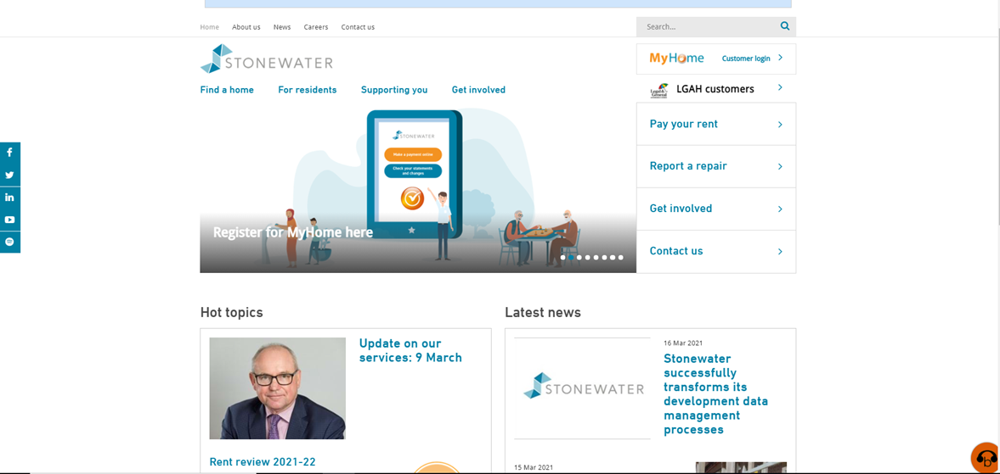 Home About us News Careers Contact us
Search...
STONEWATER
MyHome Customer login
Legal & General LGAH customers
Find a home For residents Supporting you Get involved
STONEWATER
Make a payment online
Check your statements
and changes
Register for MyHome here
Pay your rent
Report a repair
Get involved
Contact us
Hot topics
Update on our
services: 9 March
Rent review 2021-22
Latest news
STONEWATER
16 Mar 2021
Stonewater
successfully
transforms its
development data
management
processes
15 Mar 2021